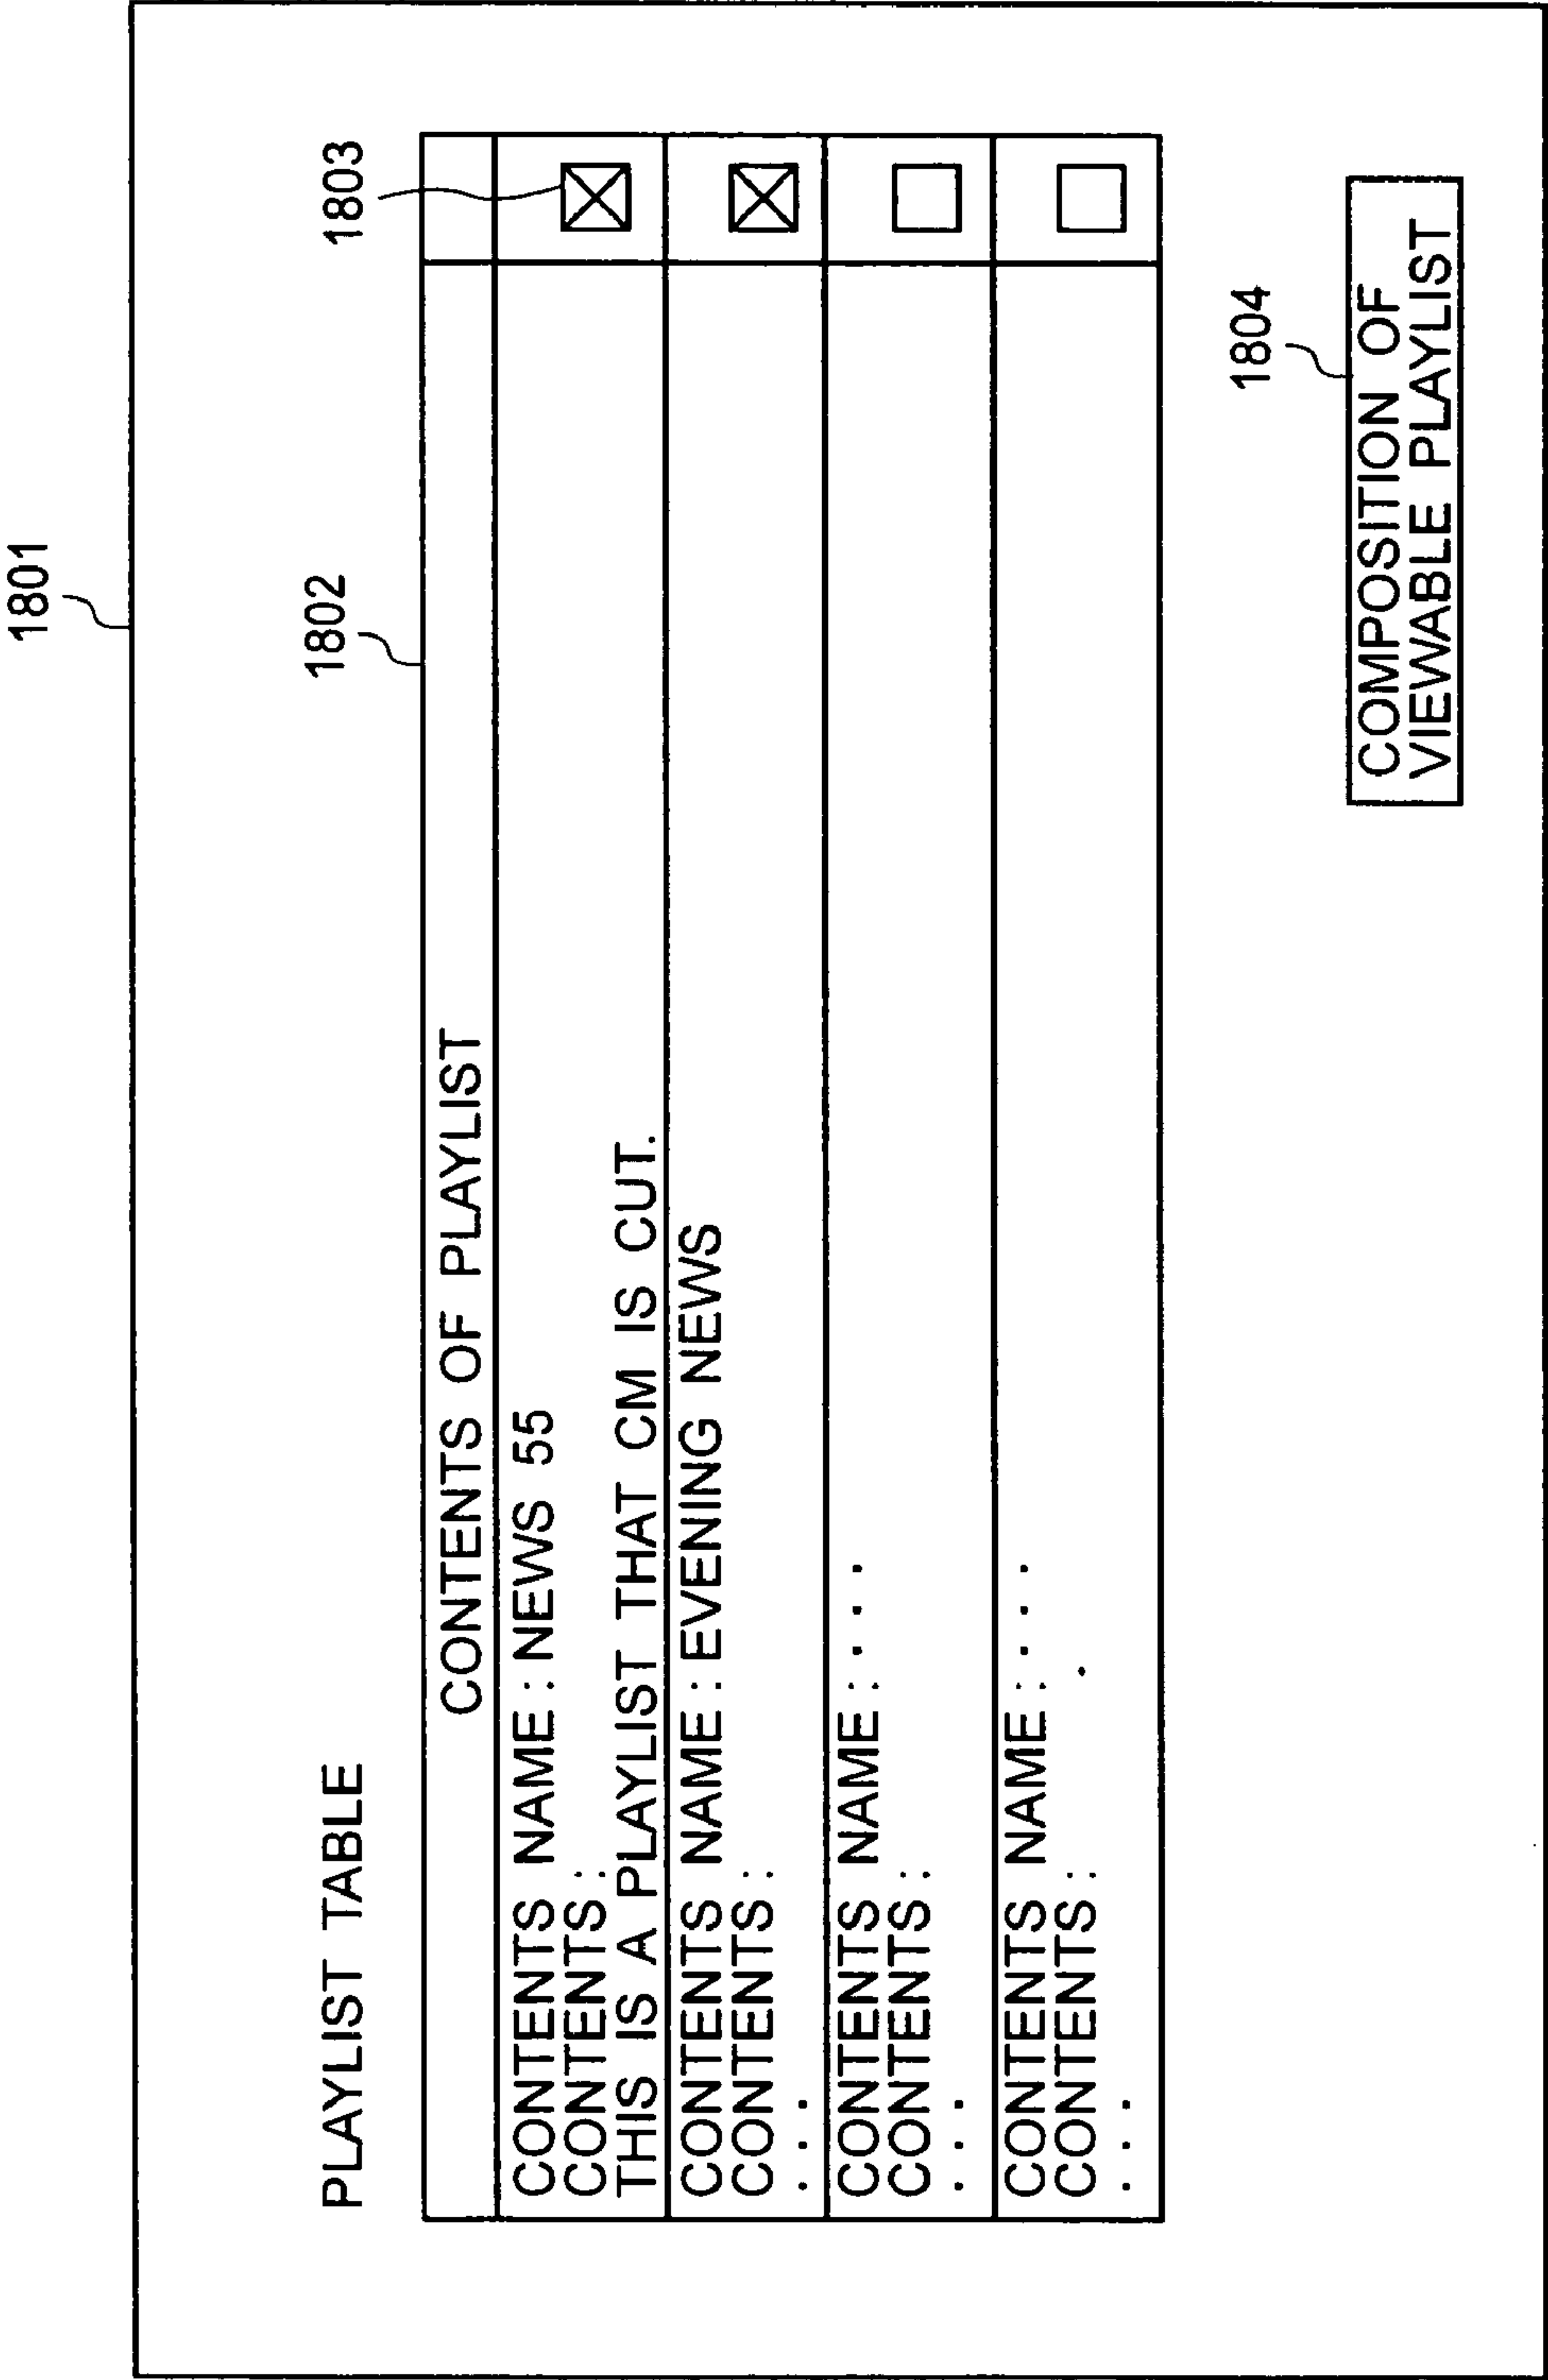 1801
PLAYLIST TABLE
1802
1803
CONTENTS OF PLAYLIST
CONTENTS NAME : NEWS 55
CONTENTS :
THIS IS A PLAYLIST THAT CM IS CUT.
CONTENTS NAME : EVENING NEWS
CONTENTS :
. . .
CONTENTS NAME : . . .
CONTENTS :
. . .
CONTENTS NAME : . . .
CONTENTS :
. . .
1804
COMPOSITION OF
VIEWABLE PLAYLIST